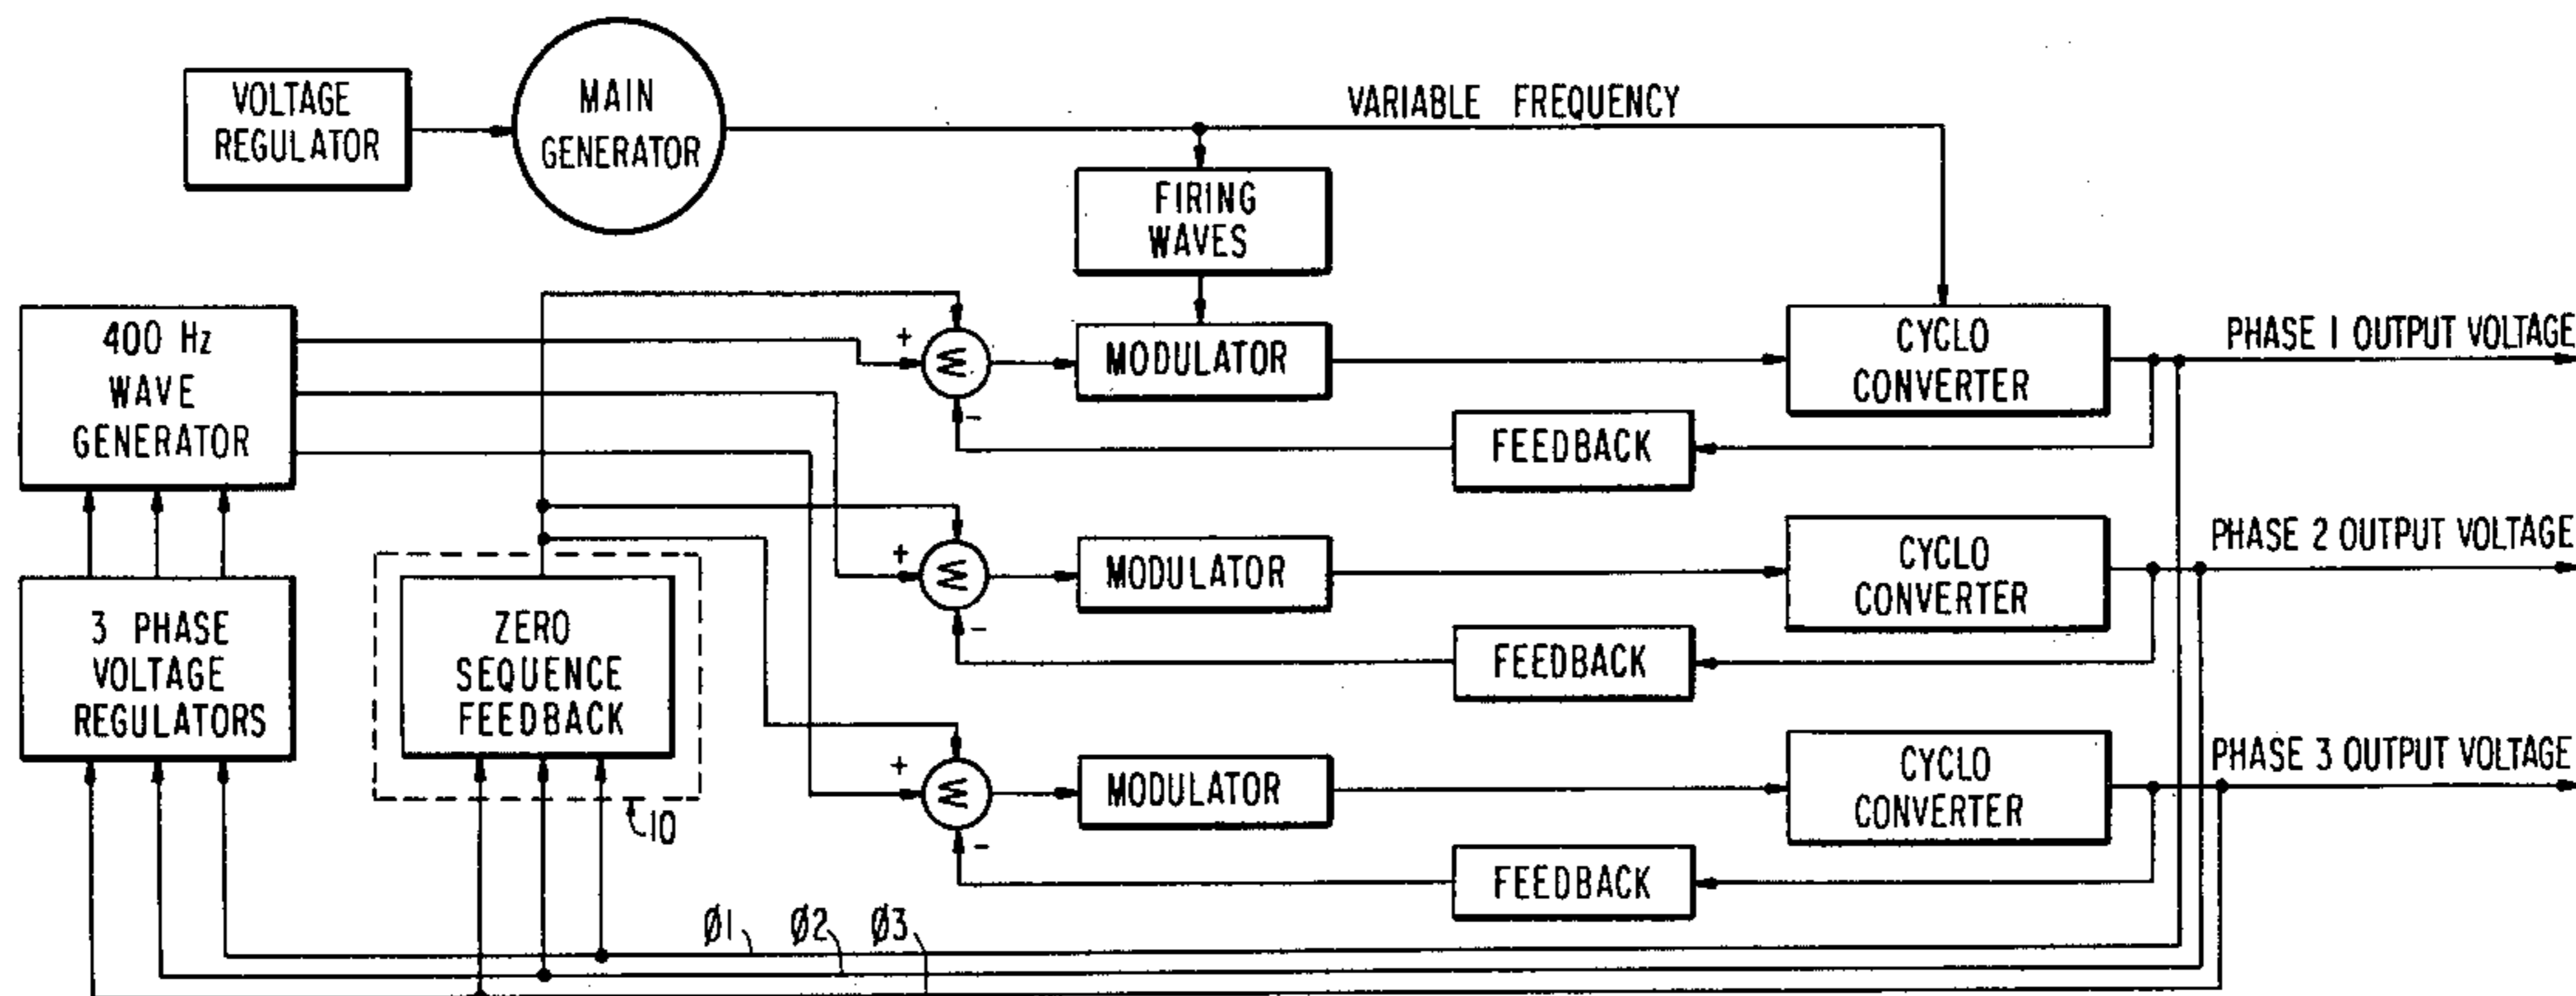 VOLTAGE
REGULATOR
MAIN
GENERATOR
VARIABLE FREQUENCY
FIRING
WAVES
400 Hz
WAVE
GENERATOR
+
W
-
MODULATOR
CYCLO
CONVERTER
PHASE 1 OUTPUT VOLTAGE
FEEDBACK
+
W
-
MODULATOR
CYCLO
CONVERTER
PHASE 2 OUTPUT VOLTAGE
FEEDBACK
3 PHASE
VOLTAGE
REGULATORS
ZERO
SEQUENCE
FEEDBACK
10
+
W
-
MODULATOR
CYCLO
CONVERTER
PHASE 3 OUTPUT VOLTAGE
FEEDBACK
Ø1 Ø2 Ø3